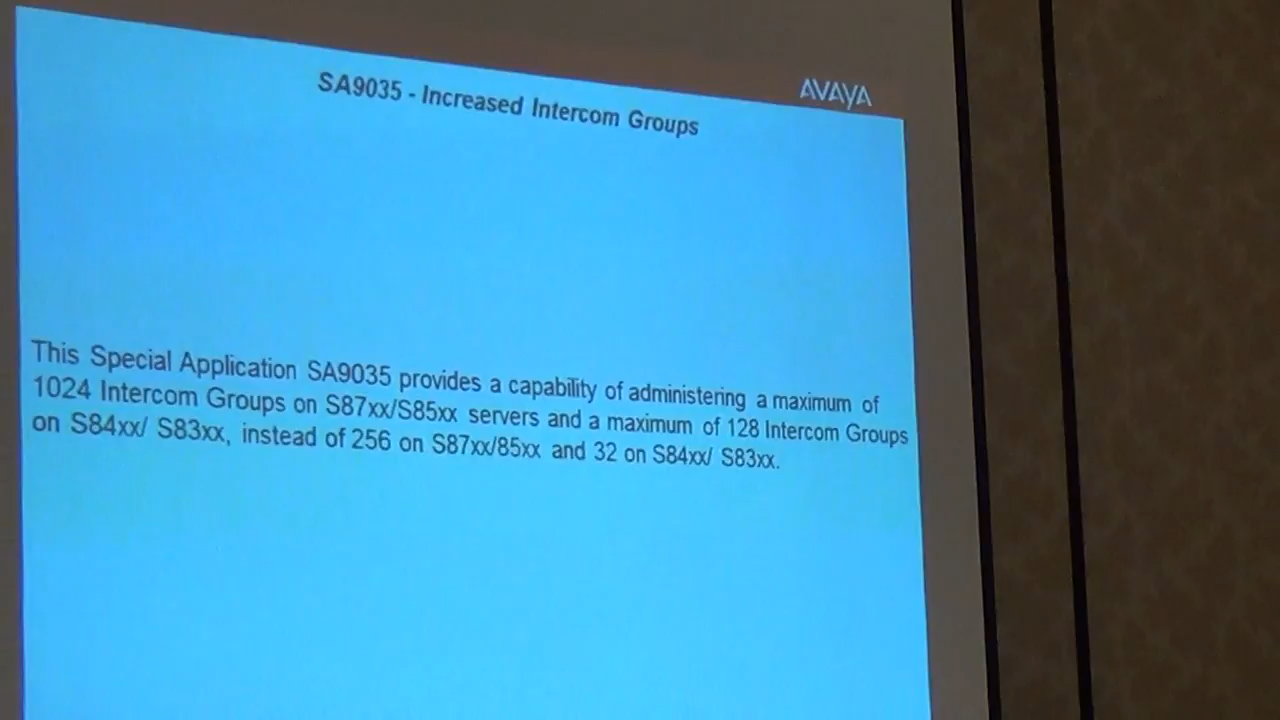 AVAYA
SA9035 - Increased Intercom Groups
This Special Application SA9035 provides a capability of administering a maximum of
1024 Intercom Groups on S87xx/S85xx servers and a maximum of 128 Intercom Groups
on S84xx/ S83xx, instead of 256 on S87xx/85xx and 32 on S84xx/ S83xx.